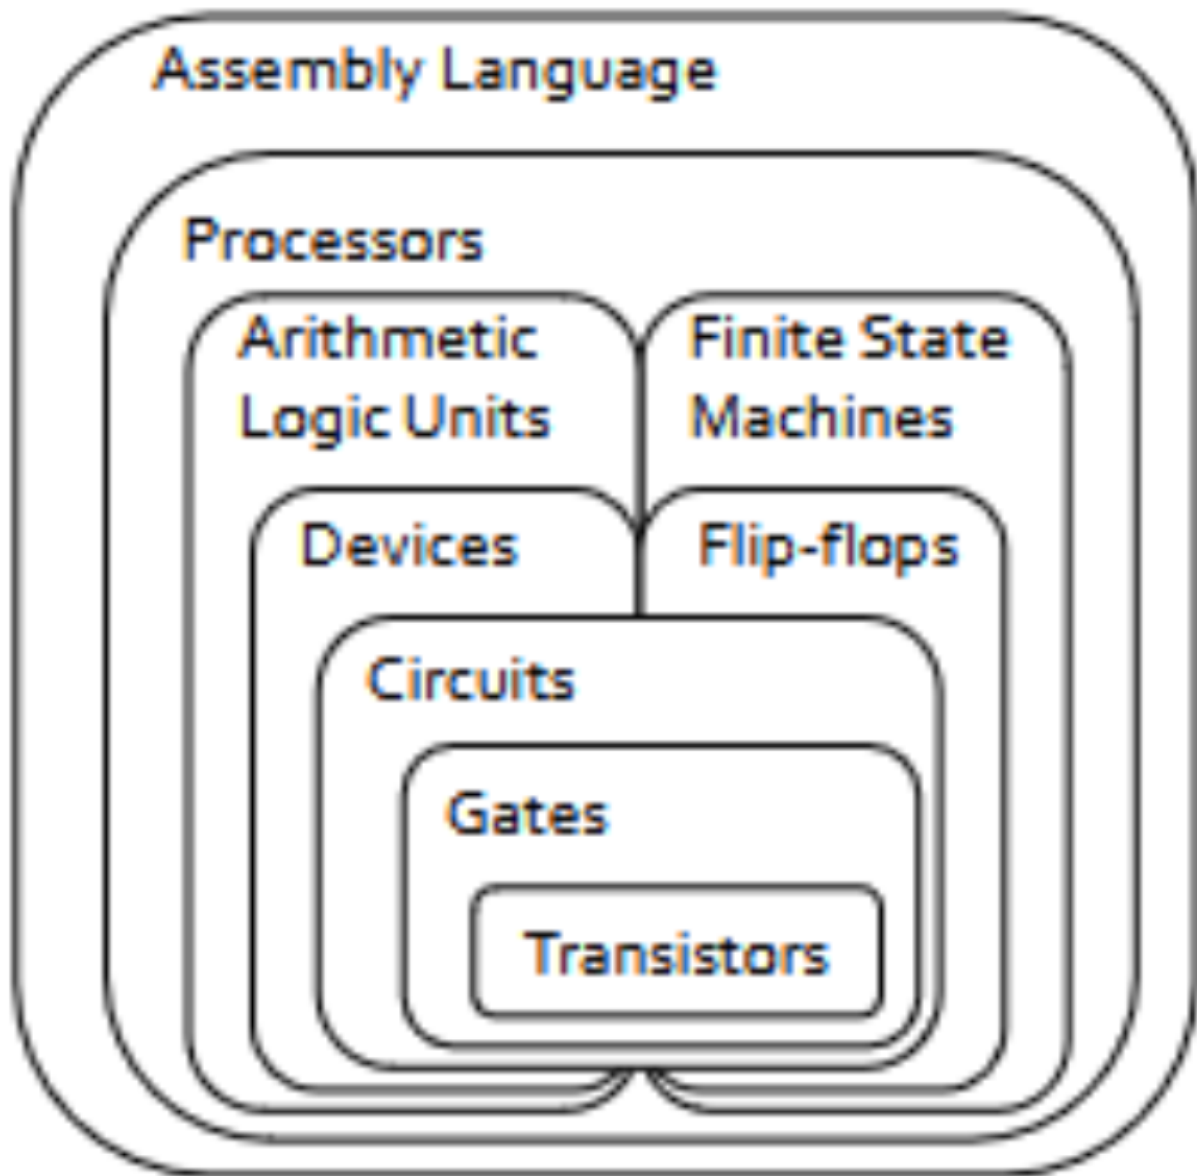 Assembly Language
Processors
Arithmetic
Logic Units
Finite State
Machines
Devices
Flip-flops
Circuits
Gates
Transistors